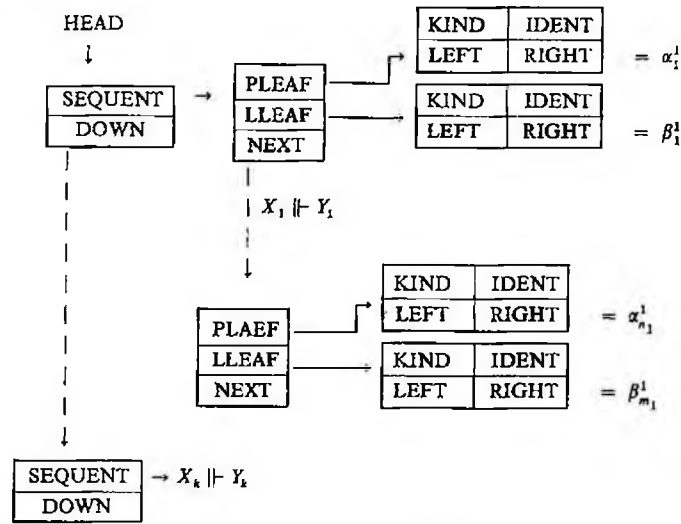 HEAD
KIND IDENT
LEFT RIGHT = α₁¹
PLEAF
SEQUENT →
LLEAF
KIND IDENT
DOWN
NEXT
LEFT RIGHT = β₁¹
X₁ ⊩ Y₁
KIND IDENT
PLAEF
LEFT RIGHT = α¹ₙ₁
LLEAF
KIND IDENT
NEXT
LEFT RIGHT = β¹ₘ₁
SEQUENT → Xₖ ⊩ Yₖ
DOWN